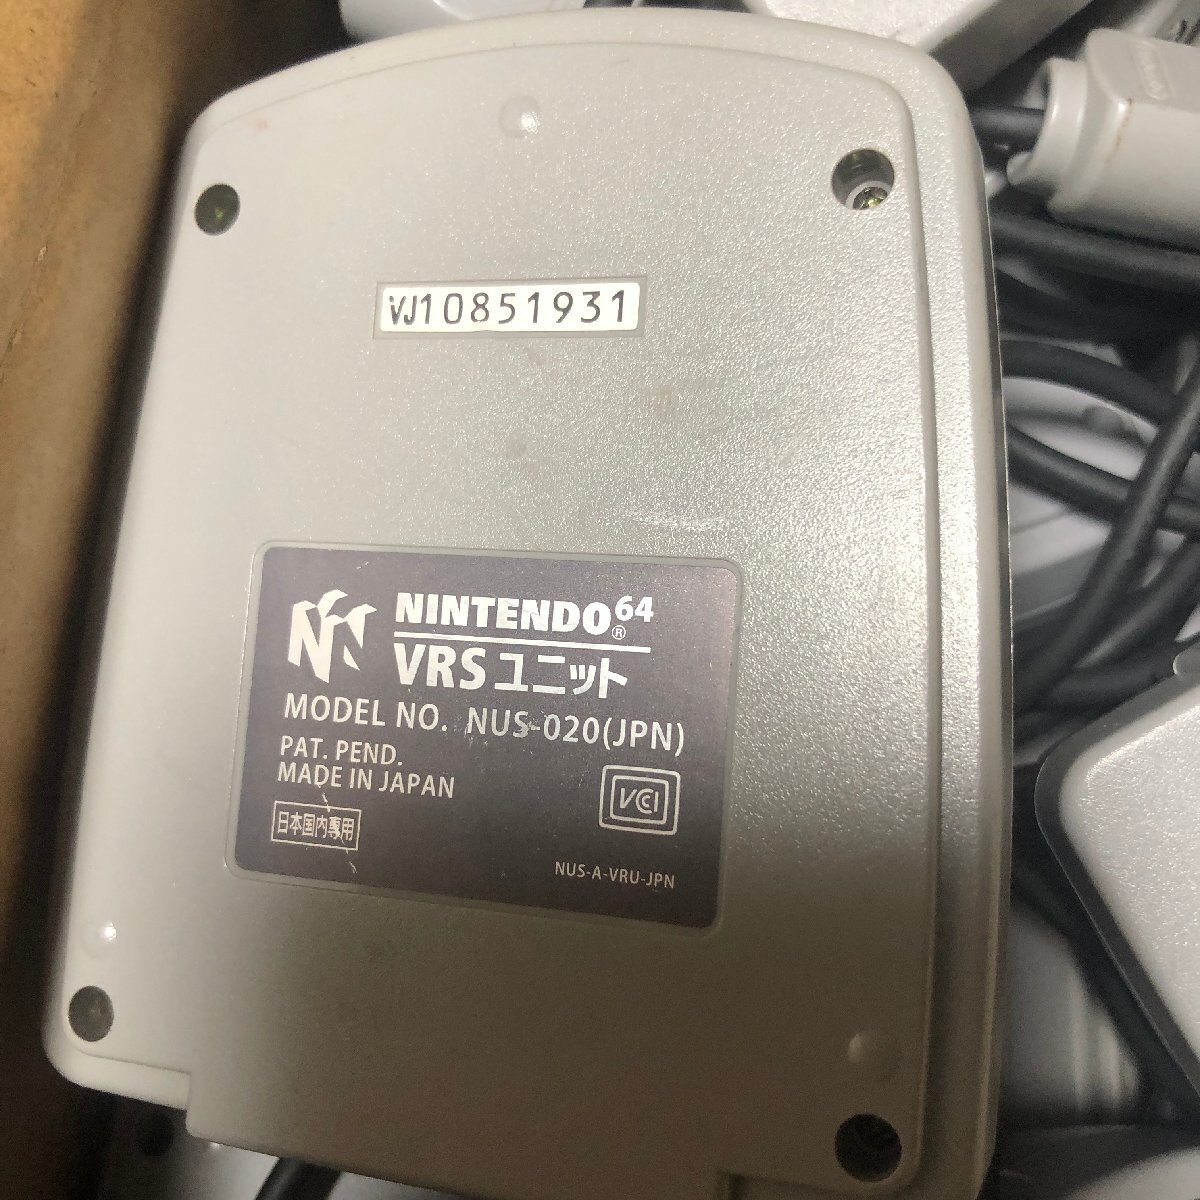 VJ10851931
NINTENDO64®
VRSユニット
MODEL NO. NUS-020(JPN)
PAT. PEND.
MADE IN JAPAN
VCI
日本国内専用
NUS-A-VRU-JPN